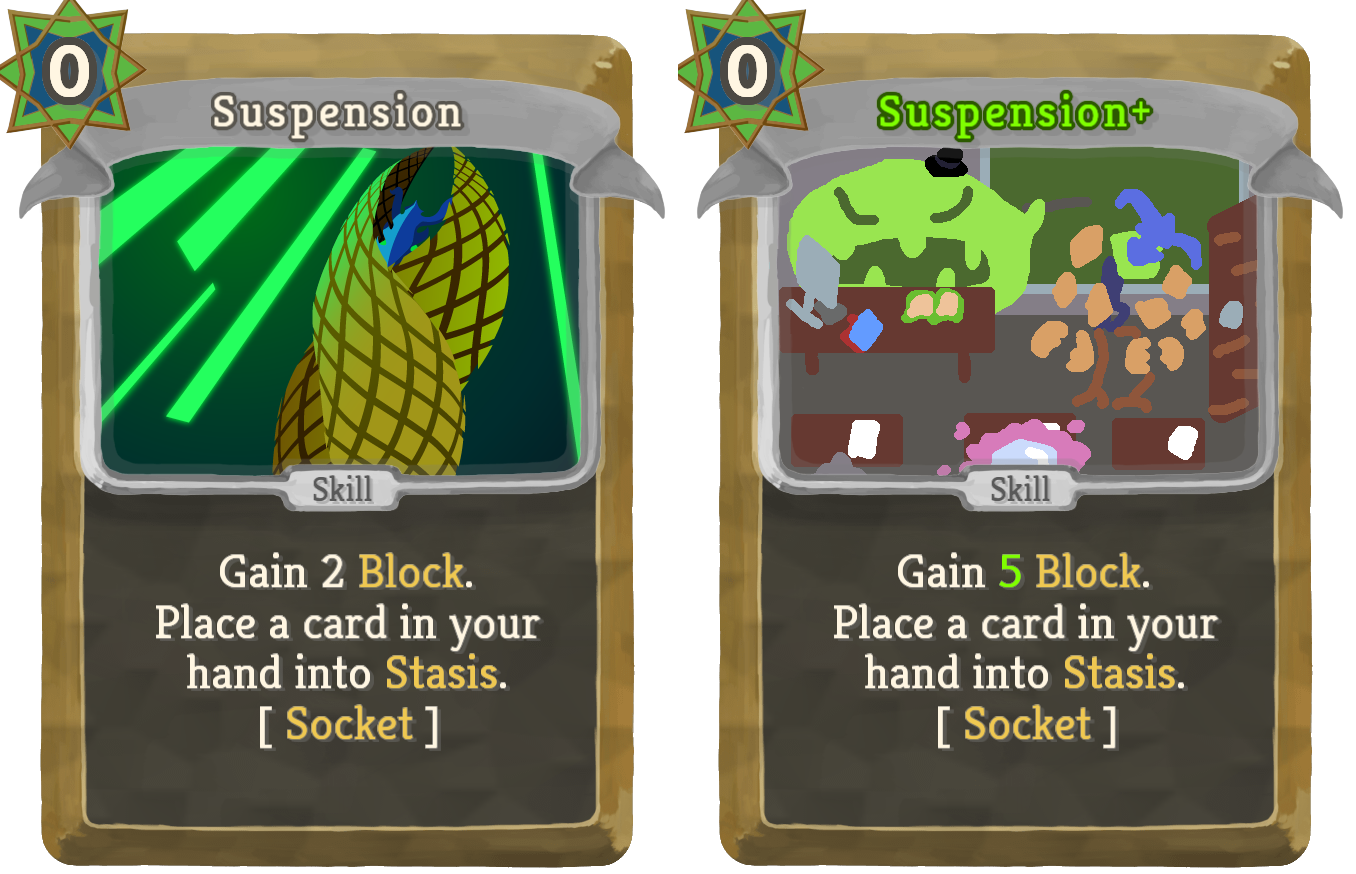 0
Suspension
Skill
Gain 2 Block.
Place a card in your
hand into Stasis.
[ Socket ]
0
Suspension+
Skill
Gain 5 Block.
Place a card in your
hand into Stasis.
[ Socket ]